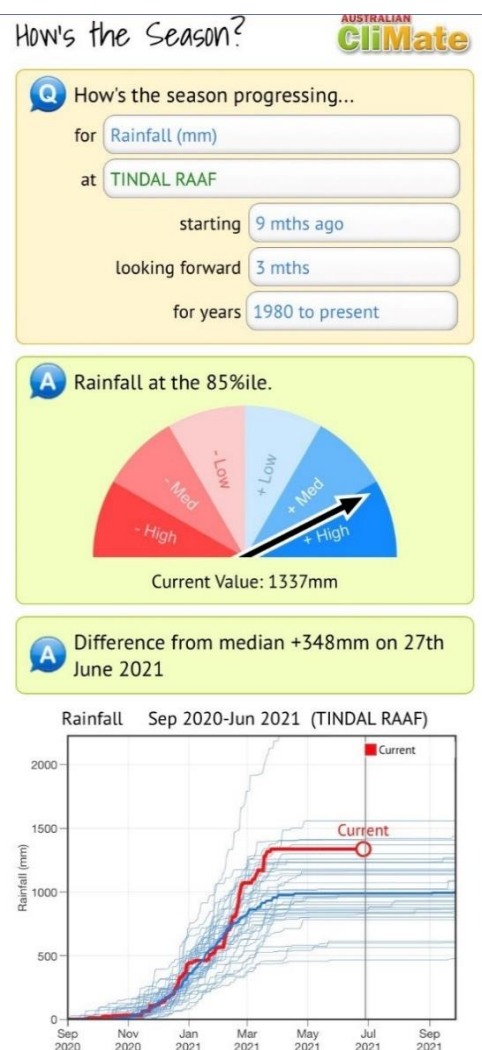 How's the Season?
AUSTRALIAN
CliMate
Q How's the season progressing...
for Rainfall (mm)
at TINDAL RAAF
starting 9 mths ago
looking forward 3 mths
for years 1980 to present
A Rainfall at the 85%ile.
- High
- Med
- Low
+ Low
+ Med
+ High
Current Value: 1337mm
A Difference from median +348mm on 27th
June 2021
Rainfall Sep 2020-Jun 2021 (TINDAL RAAF)
Current
Current
Rainfall (mm)
2000
1500
1000
500
0
Sep Nov Jan Mar May Jul Sep
2020 2020 2021 2021 2021 2021 2021